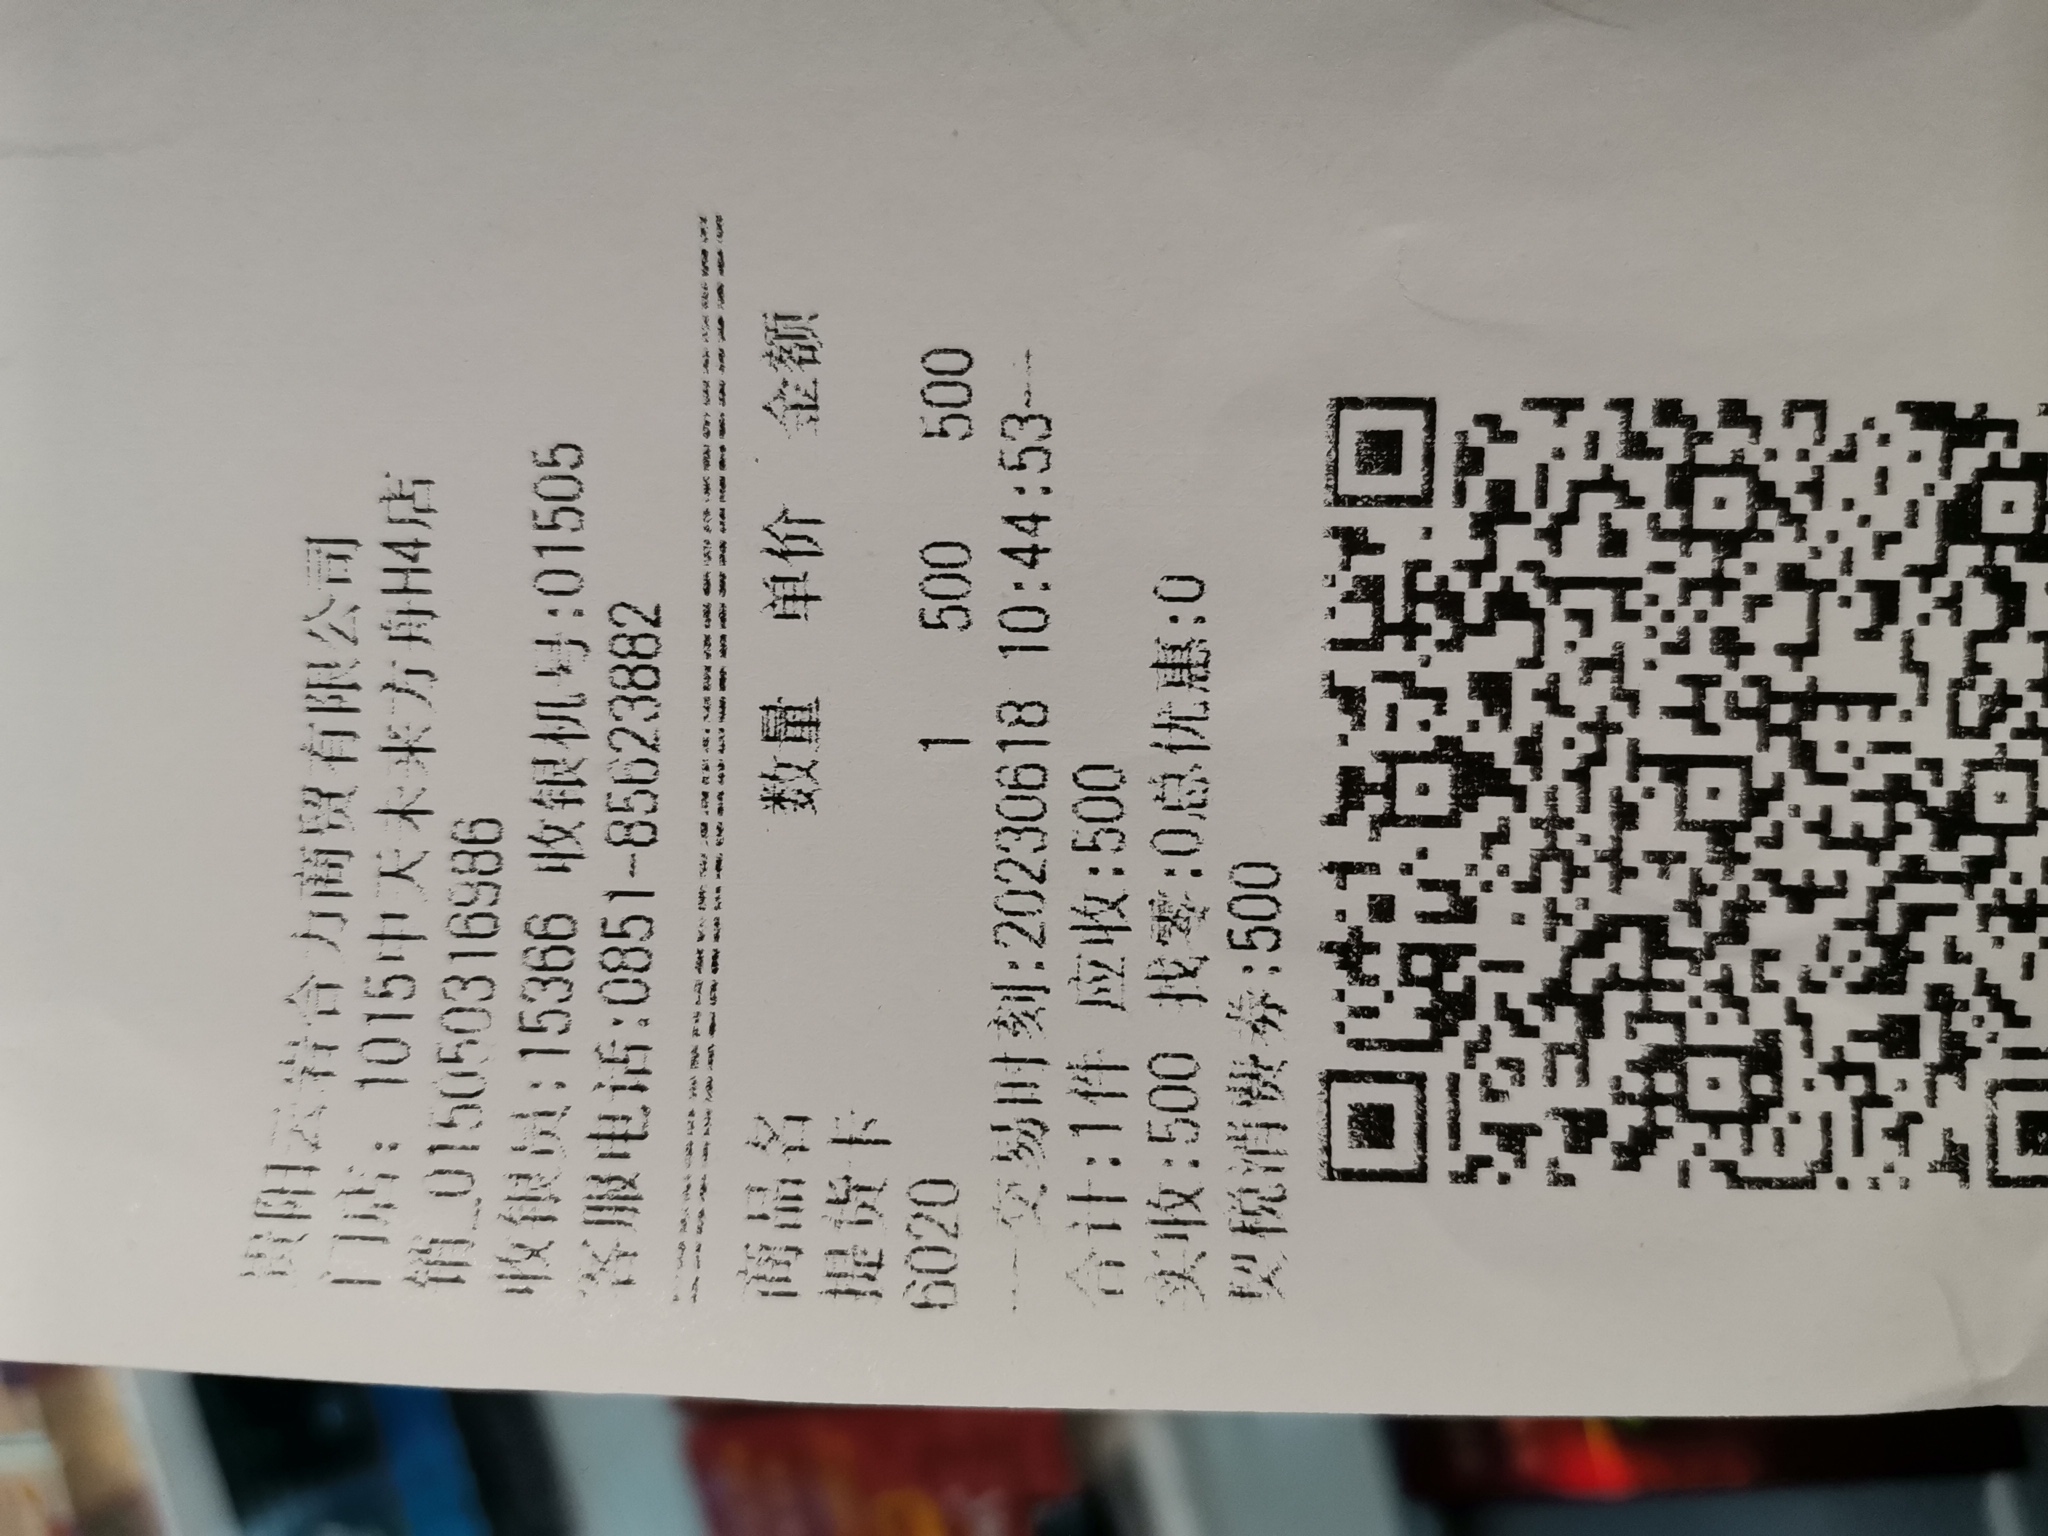 贵阳云岩合力商贸有限公司
门店: 1015中天未来方舟H4店
销_015050316986
收银员:15366 收银机号:01505
客服电话:0851-85623882
商品名 数量 单价 金额
提货卡
6020 1 500 500
---交易时刻:20230618 10:44:53---
合计:1件 应收:500
实收:500 找零:0总优惠:0
税消费券:500